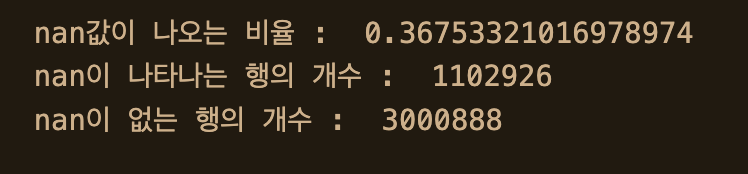 nan값이 나오는 비율 :  0.36753321016978974
nan이 나타나는 행의 개수 :  1102926
nan이 없는 행의 개수 :  3000888